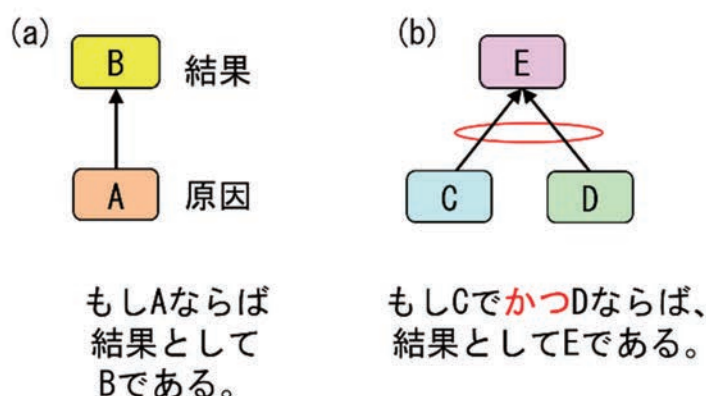 (a)
B
結果
A
原因
もしAならば
結果として
Bである。
(b)
E
C
D
もしCでかつDならば、
結果としてEである。